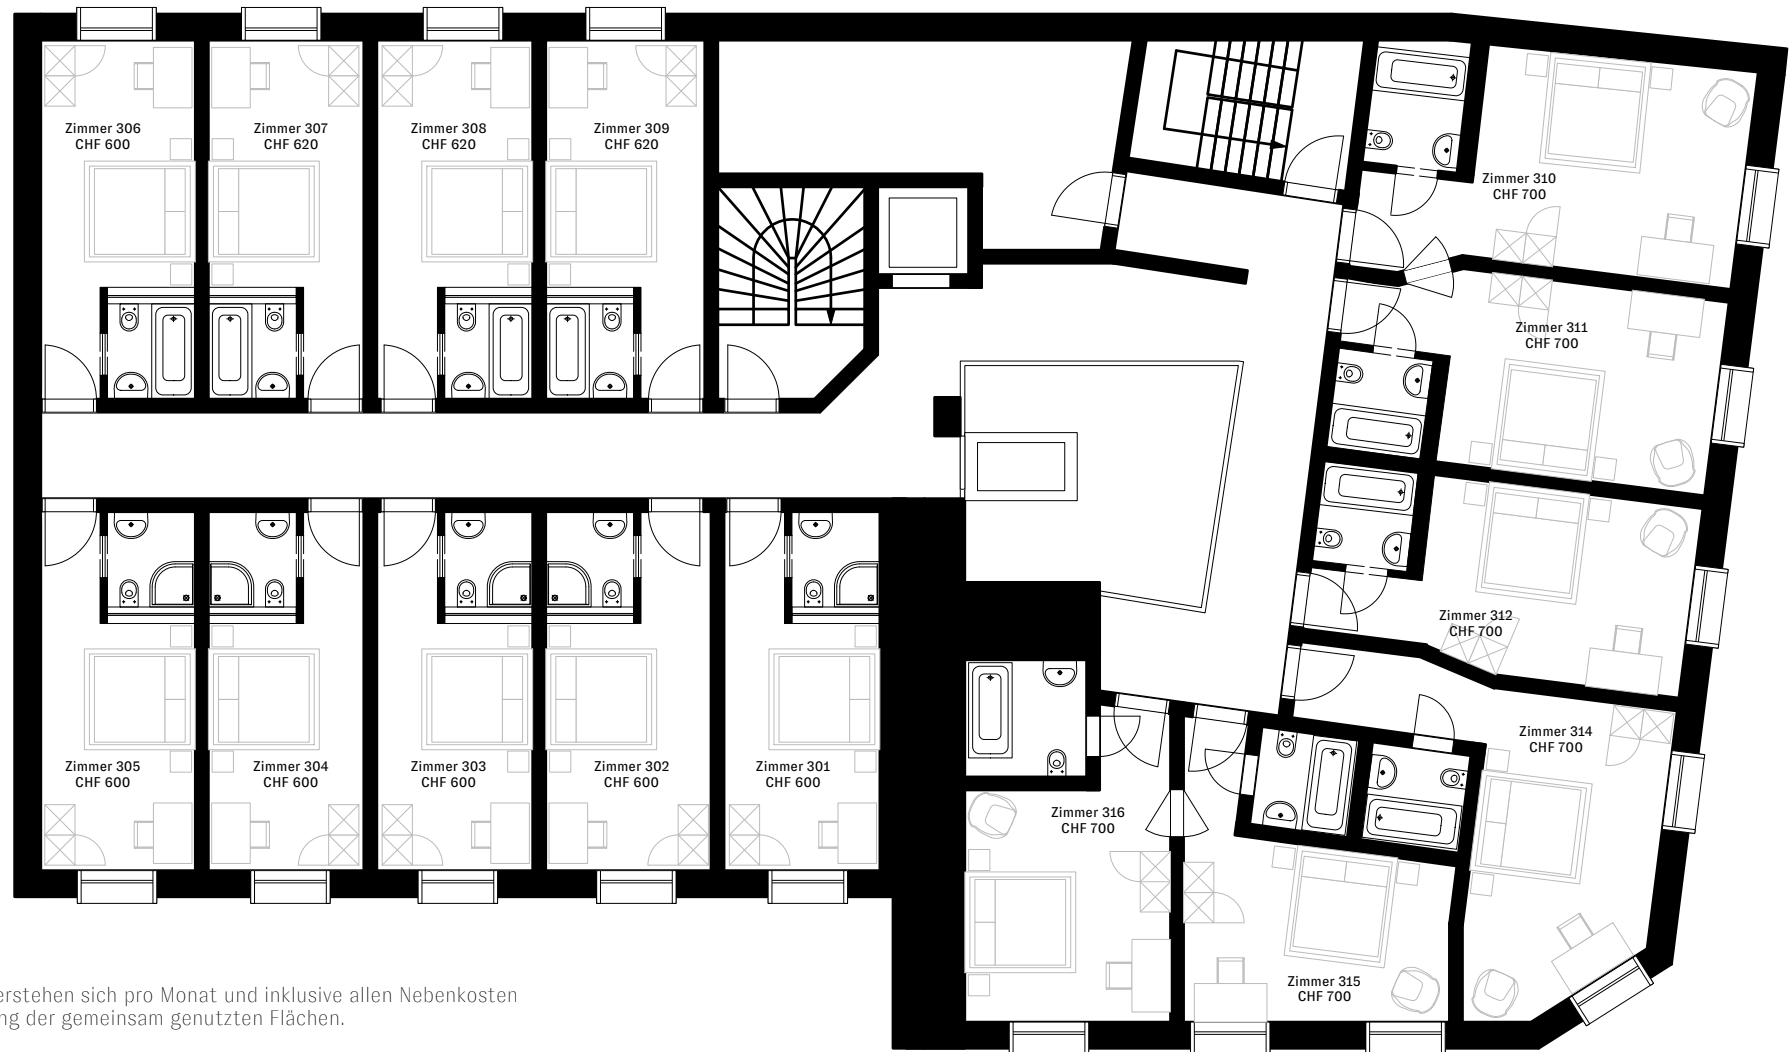 Zimmer 306
CHF 600
Zimmer 307
CHF 620
Zimmer 308
CHF 620
Zimmer 309
CHF 620
Zimmer 310
CHF 700
Zimmer 311
CHF 700
Zimmer 312
CHF 700
Zimmer 314
CHF 700
Zimmer 305
CHF 600
Zimmer 304
CHF 600
Zimmer 303
CHF 600
Zimmer 302
CHF 600
Zimmer 301
CHF 600
Zimmer 316
CHF 700
Zimmer 315
CHF 700
erstehen sich pro Monat und inklusive allen Nebenkosten
ng der gemeinsam genutzten Flächen.